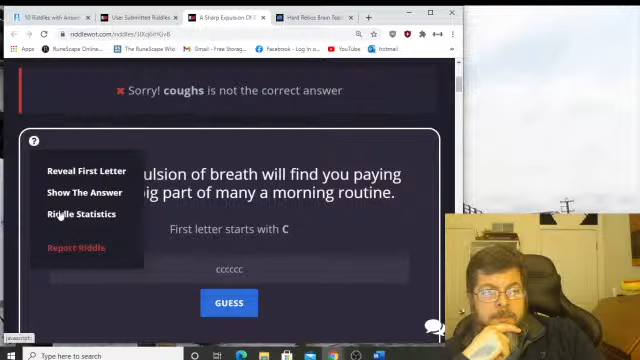 10 Riddles with Answer
User Submitted Riddles
A Sharp Expulsion Of
Hard Relics Brain Teas
riddlewot.com/riddles/
Apps
RuneScape Online...
The RuneScape Wiki
Gmail - Free Storag...
Facebook - Log In o...
YouTube
hotmail
✖ Sorry! coughs is not the correct answer
?
Reveal First Letter
Show The Answer
Riddle Statistics
Report Riddle
ulsion of breath will find you paying
big part of many a morning routine.
First letter starts with C
cccccc
GUESS
javascript:
Type here to search